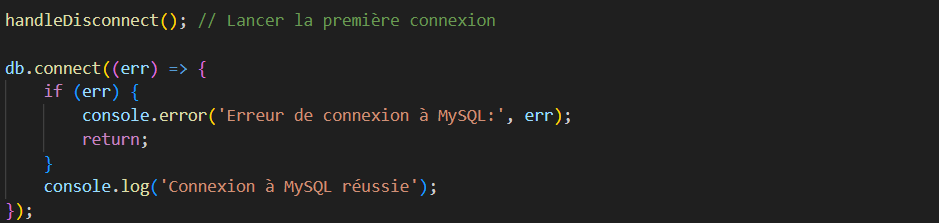 handleDisconnect(); // Lancer la première connexion
db.connect((err) => {
    if (err) {
        console.error('Erreur de connexion à MySQL:', err);
        return;
    }
    console.log('Connexion à MySQL réussie');
});